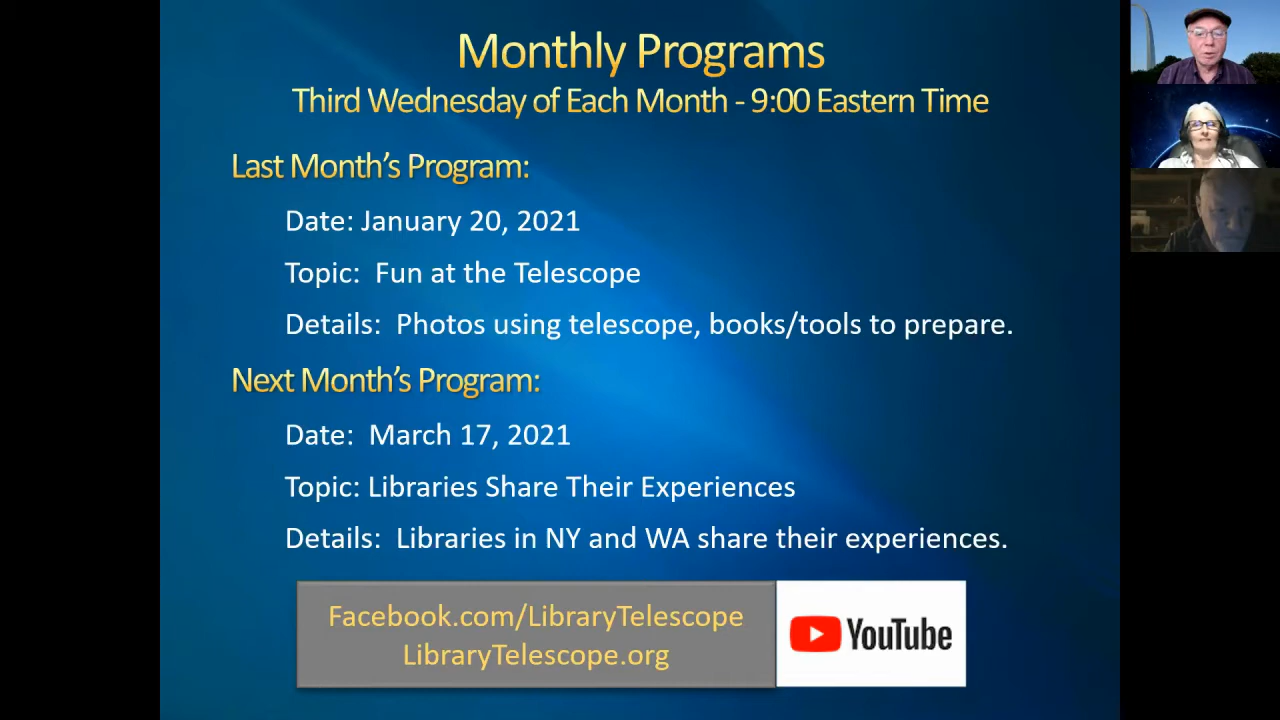 Monthly Programs
Third Wednesday of Each Month - 9:00 Eastern Time
Last Month's Program:
Date: January 20, 2021
Topic:  Fun at the Telescope
Details:  Photos using telescope, books/tools to prepare.
Next Month's Program:
Date:  March 17, 2021
Topic: Libraries Share Their Experiences
Details:  Libraries in NY and WA share their experiences.
Facebook.com/LibraryTelescope
LibraryTelescope.org
YouTube